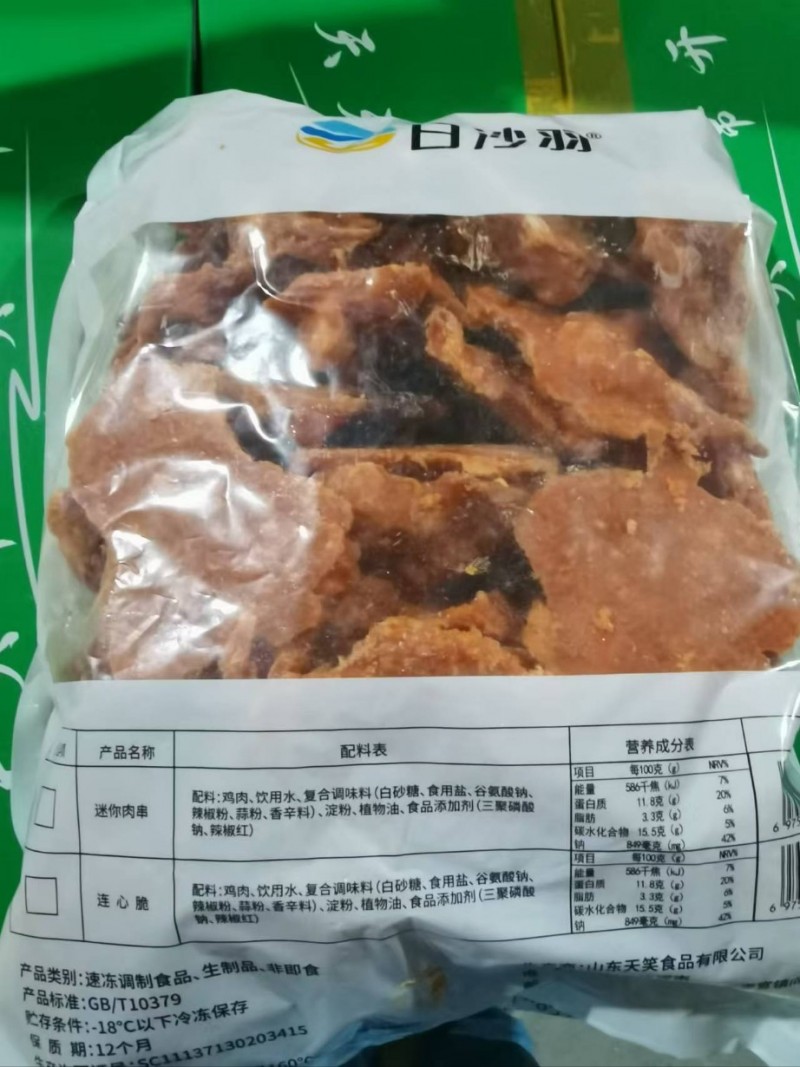 日沙羽®
产品名称
配料表
营养成分表
迷你肉串
配料:鸡肉、饮用水、复合调味料(白砂糖、食用盐、谷氨酸钠、
辣椒粉、蒜粉、香辛料)、淀粉、植物油、食品添加剂(三聚磷酸
钠、辣椒红)
项目 每100克(g) NRV%
能量 586千焦(kJ) 7%
蛋白质 11.8克(g) 20%
脂肪 3.3克(g) 6%
碳水化合物 15.5克(g) 5%
钠 849毫克(mg) 42%
连心脆
配料:鸡肉、饮用水、复合调味料(白砂糖、食用盐、谷氨酸钠、
辣椒粉、蒜粉、香辛料)、淀粉、植物油、食品添加剂(三聚磷酸
钠、辣椒红)
项目 每100克(g) NRV%
能量 586千焦(kJ) 7%
蛋白质 11.8克(g) 20%
脂肪 3.3克(g) 6%
碳水化合物 15.5克(g) 5%
钠 849毫克(mg) 42%
产品类别:速冻调制食品、生制品、非即食
产品标准:GB/T10379
贮存条件:-18°C以下冷冻保存
保质期:12个月
SC11137130203415
山东天笑食品有限公司